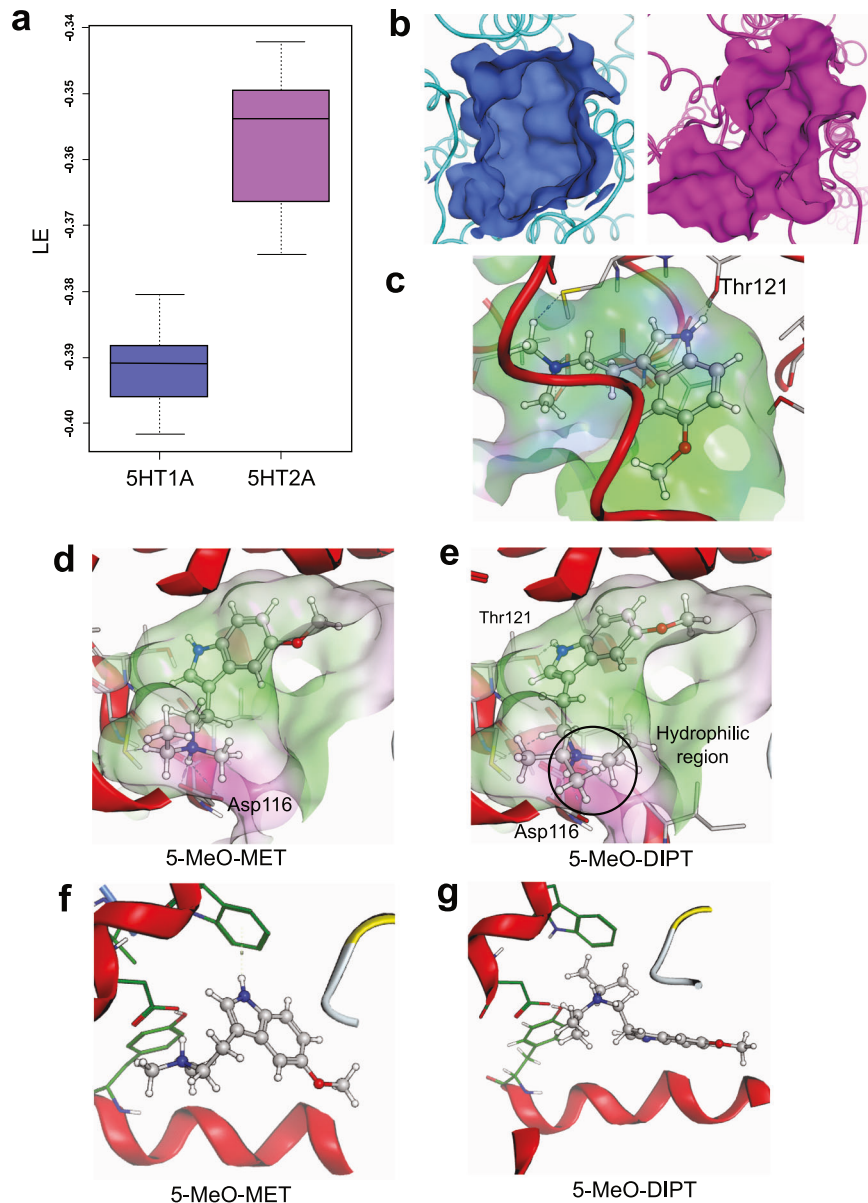 a
LE
-0.34
-0.35
-0.36
-0.37
-0.38
-0.39
-0.40
5HT1A 5HT2A
b
c
Thr121
d
Asp116
5-MeO-MET
e
Thr121
Hydrophilic
region
Asp116
5-MeO-DIPT
f
5-MeO-MET
g
5-MeO-DIPT